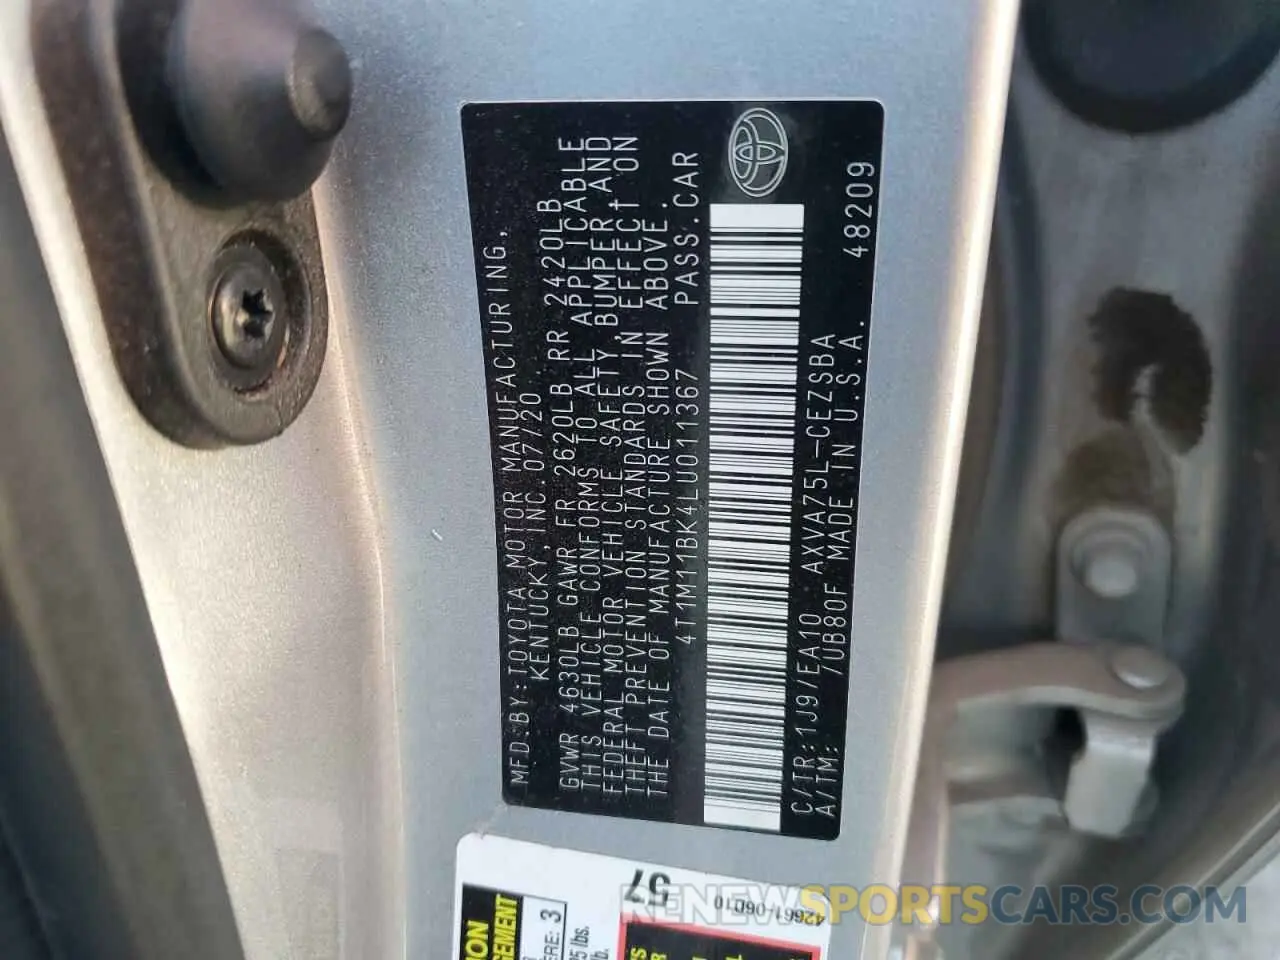 MFD.BY:TOYOTA MOTOR MANUFACTURING,
KENTUCKY,INC.07/20
GVWR 4630LB GAWR FR 2620LB RR 2420LB
THIS VEHICLE CONFORMS TO ALL APPLICABLE
FEDERAL MOTOR VEHICLE SAFETY,BUMPER,AND
THEFT PREVENTION STANDARDS IN EFFECT ON
THE DATE OF MANUFACTURE SHOWN ABOVE.
4T1M11BK4LU011367 PASS.CAR
C/TR:1J9/EA10 AXVA75L-CEZSBA
A/TM: /UB80F MADE IN U.S.A.
48209
57
42661-06D10
RENEWSPORTSCARS.COM